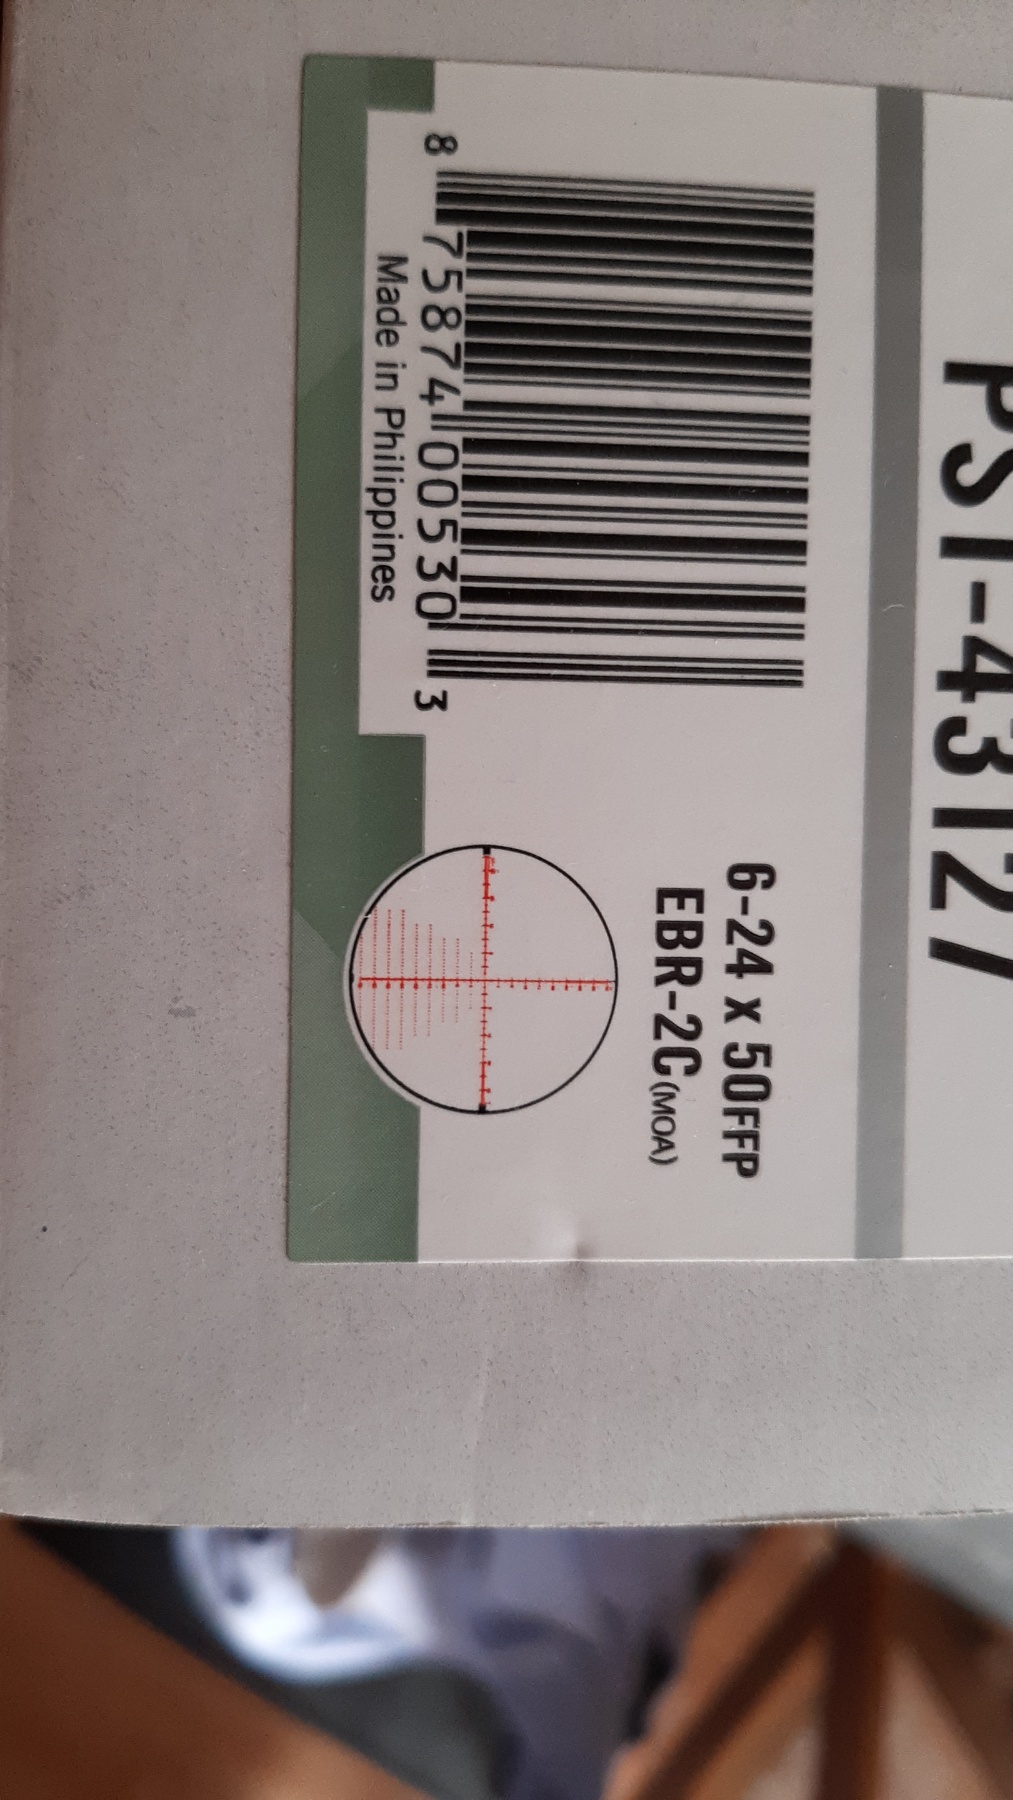 PST-43127
6-24 x 50FFP
EBR-2C(MOA)
8 75874 00530 3
Made in Philippines